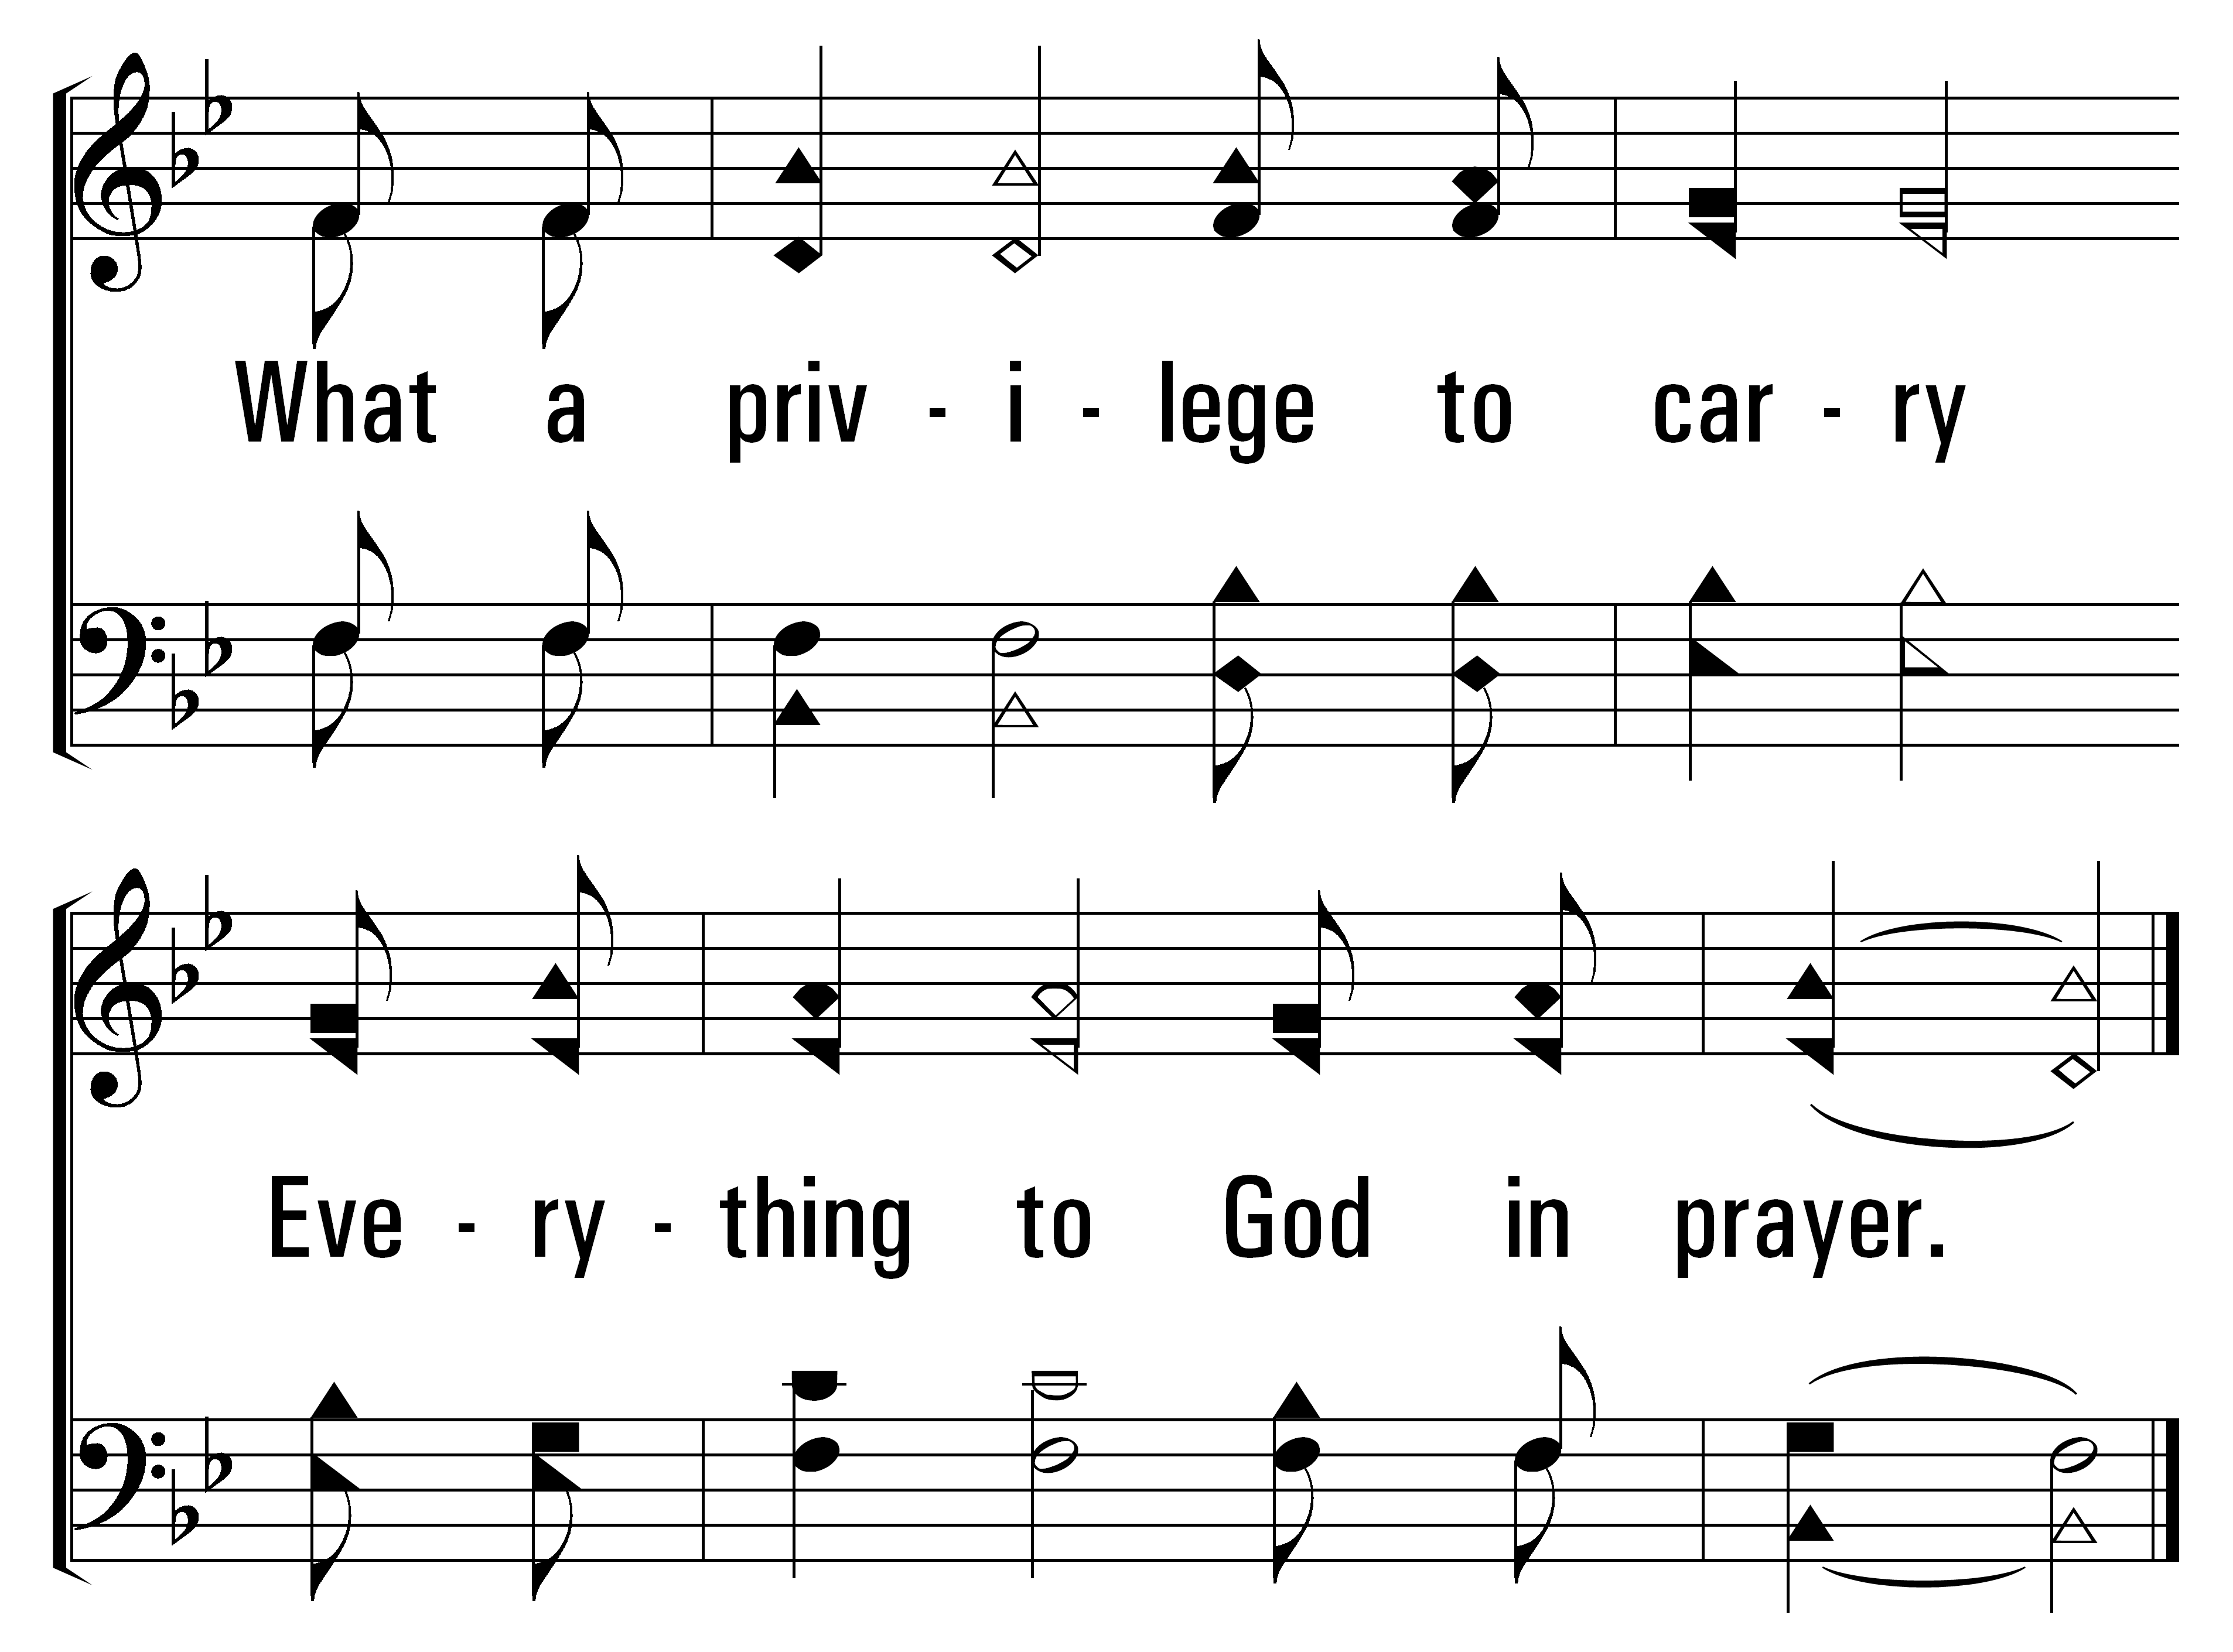 What a priv - i - lege to car - ry
Eve - ry - thing to God in prayer.